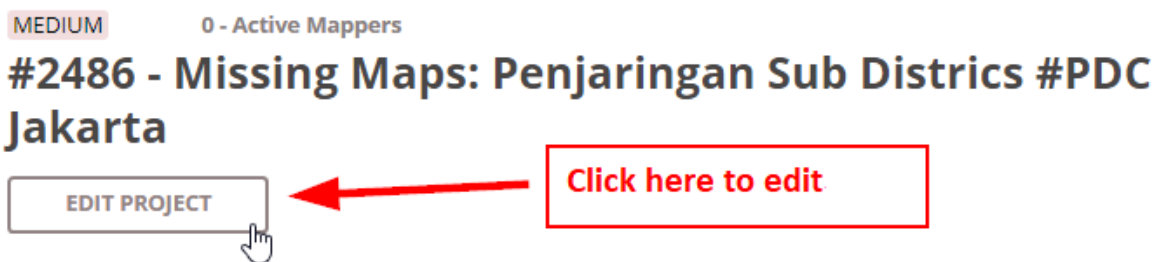 MEDIUM 0 - Active Mappers
#2486 - Missing Maps: Penjaringan Sub Districs #PDC
Jakarta
EDIT PROJECT
Click here to edit